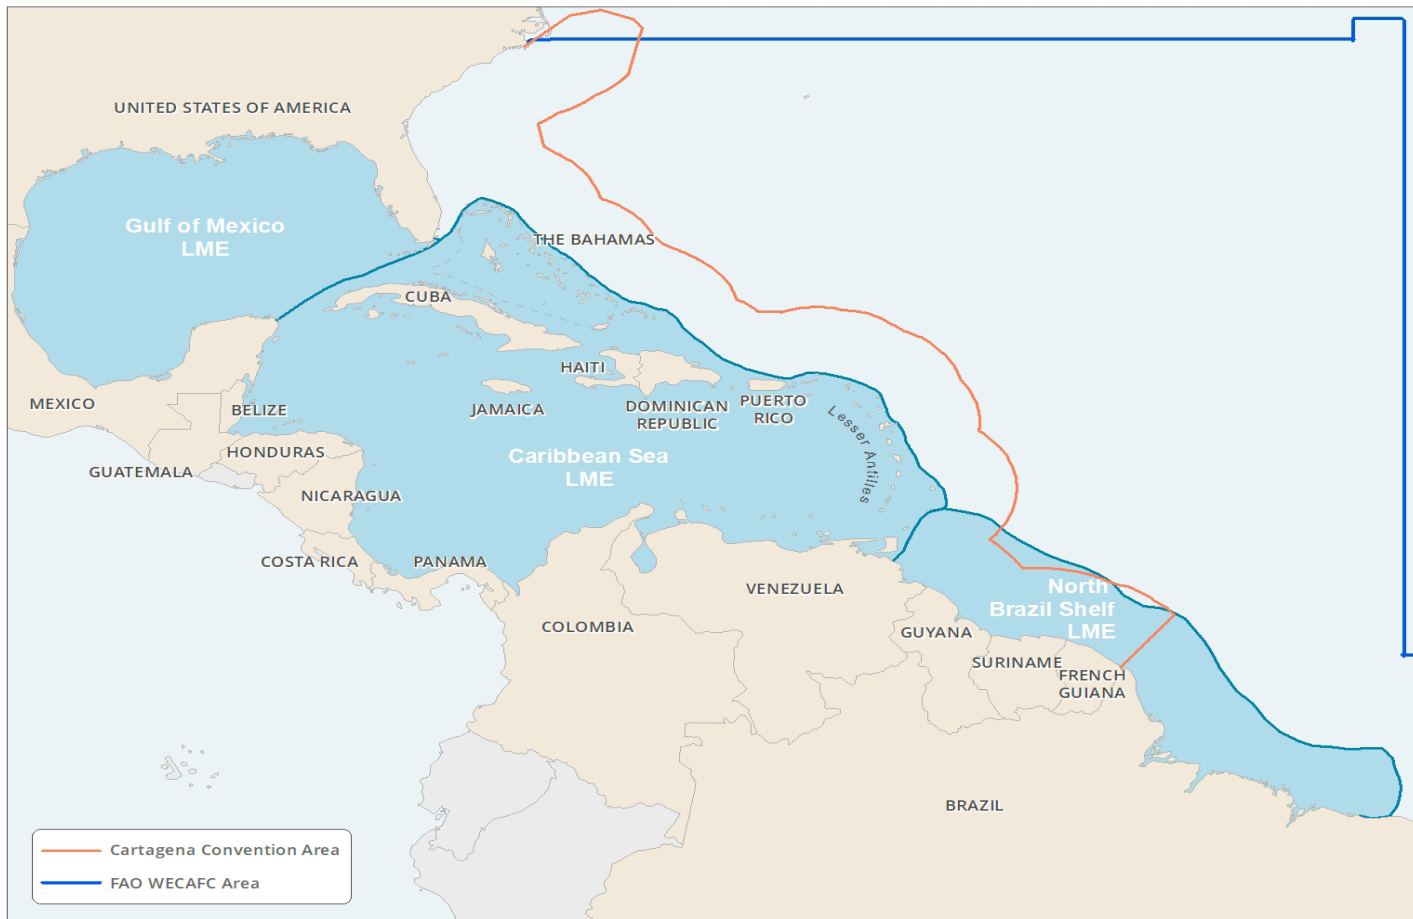 UNITED STATES OF AMERICA
Gulf of Mexico
LME
THE BAHAMAS
CUBA
HAITI
MEXICO
BELIZE
JAMAICA
DOMINICAN
REPUBLIC
PUERTO
RICO
Lesser Antilles
HONDURAS
GUATEMALA
Caribbean Sea
LME
NICARAGUA
COSTA RICA
PANAMA
VENEZUELA
North
Brazil Shelf
LME
COLOMBIA
GUYANA
SURINAME
FRENCH
GUIANA
BRAZIL
Cartagena Convention Area
FAO WECAFC Area